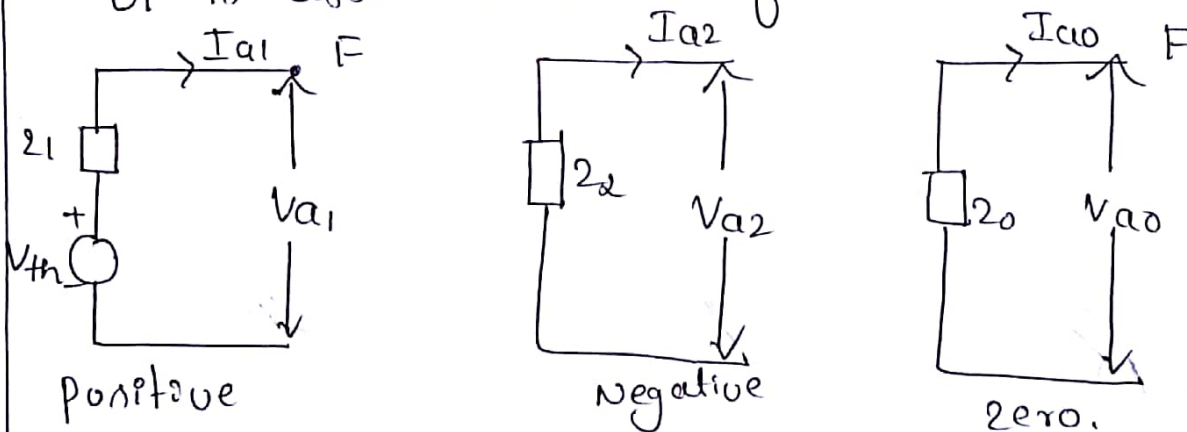 Ia1 F
Ia2
Ia0 F
Z1
+
Vth
Va1
Z2
Va2
Z0
Va0
Positive
Negative
Zero.